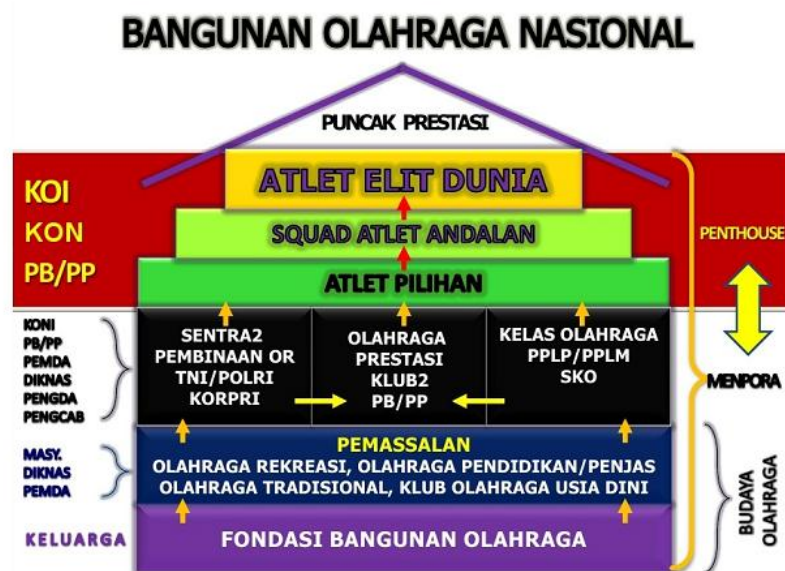 BANGUNAN OLAHRAGA NASIONAL
PUNCAK PRESTASI
ATLET ELIT DUNIA
SQUAD ATLET ANDALAN
ATLET PILIHAN
KOI
KON
PB/PP
PENTHOUSE
KONI
PB/PP
PEMDA
DIKNAS
PENGDA
PENGCAB
SENTRA2
PEMBINAAN OR
TNI/POLRI
KORPRI
OLAHRAGA
PRESTASI
KLUB2
PB/PP
KELAS OLAHRAGA
PPLP/PPLM
SKO
MENPORA
MASY.
DIKNAS
PEMDA
PEMASSALAN
OLAHRAGA REKREASI, OLAHRAGA PENDIDIKAN/PENJAS
OLAHRAGA TRADISIONAL, KLUB OLAHRAGA USIA DINI
BUDAYA
OLAHRAGA
KELUARGA
FONDASI BANGUNAN OLAHRAGA